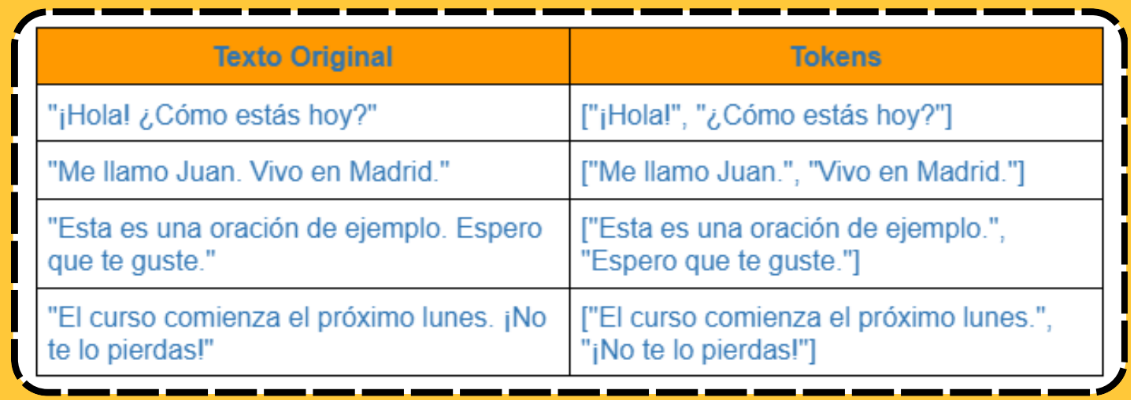 Texto Original
Tokens
"¡Hola! ¿Cómo estás hoy?"
["¡Hola!", "¿Cómo estás hoy?"]
"Me llamo Juan. Vivo en Madrid."
["Me llamo Juan.", "Vivo en Madrid."]
"Esta es una oración de ejemplo. Espero
que te guste."
["Esta es una oración de ejemplo.",
"Espero que te guste."]
"El curso comienza el próximo lunes. ¡No
te lo pierdas!"
["El curso comienza el próximo lunes.",
"¡No te lo pierdas!"]